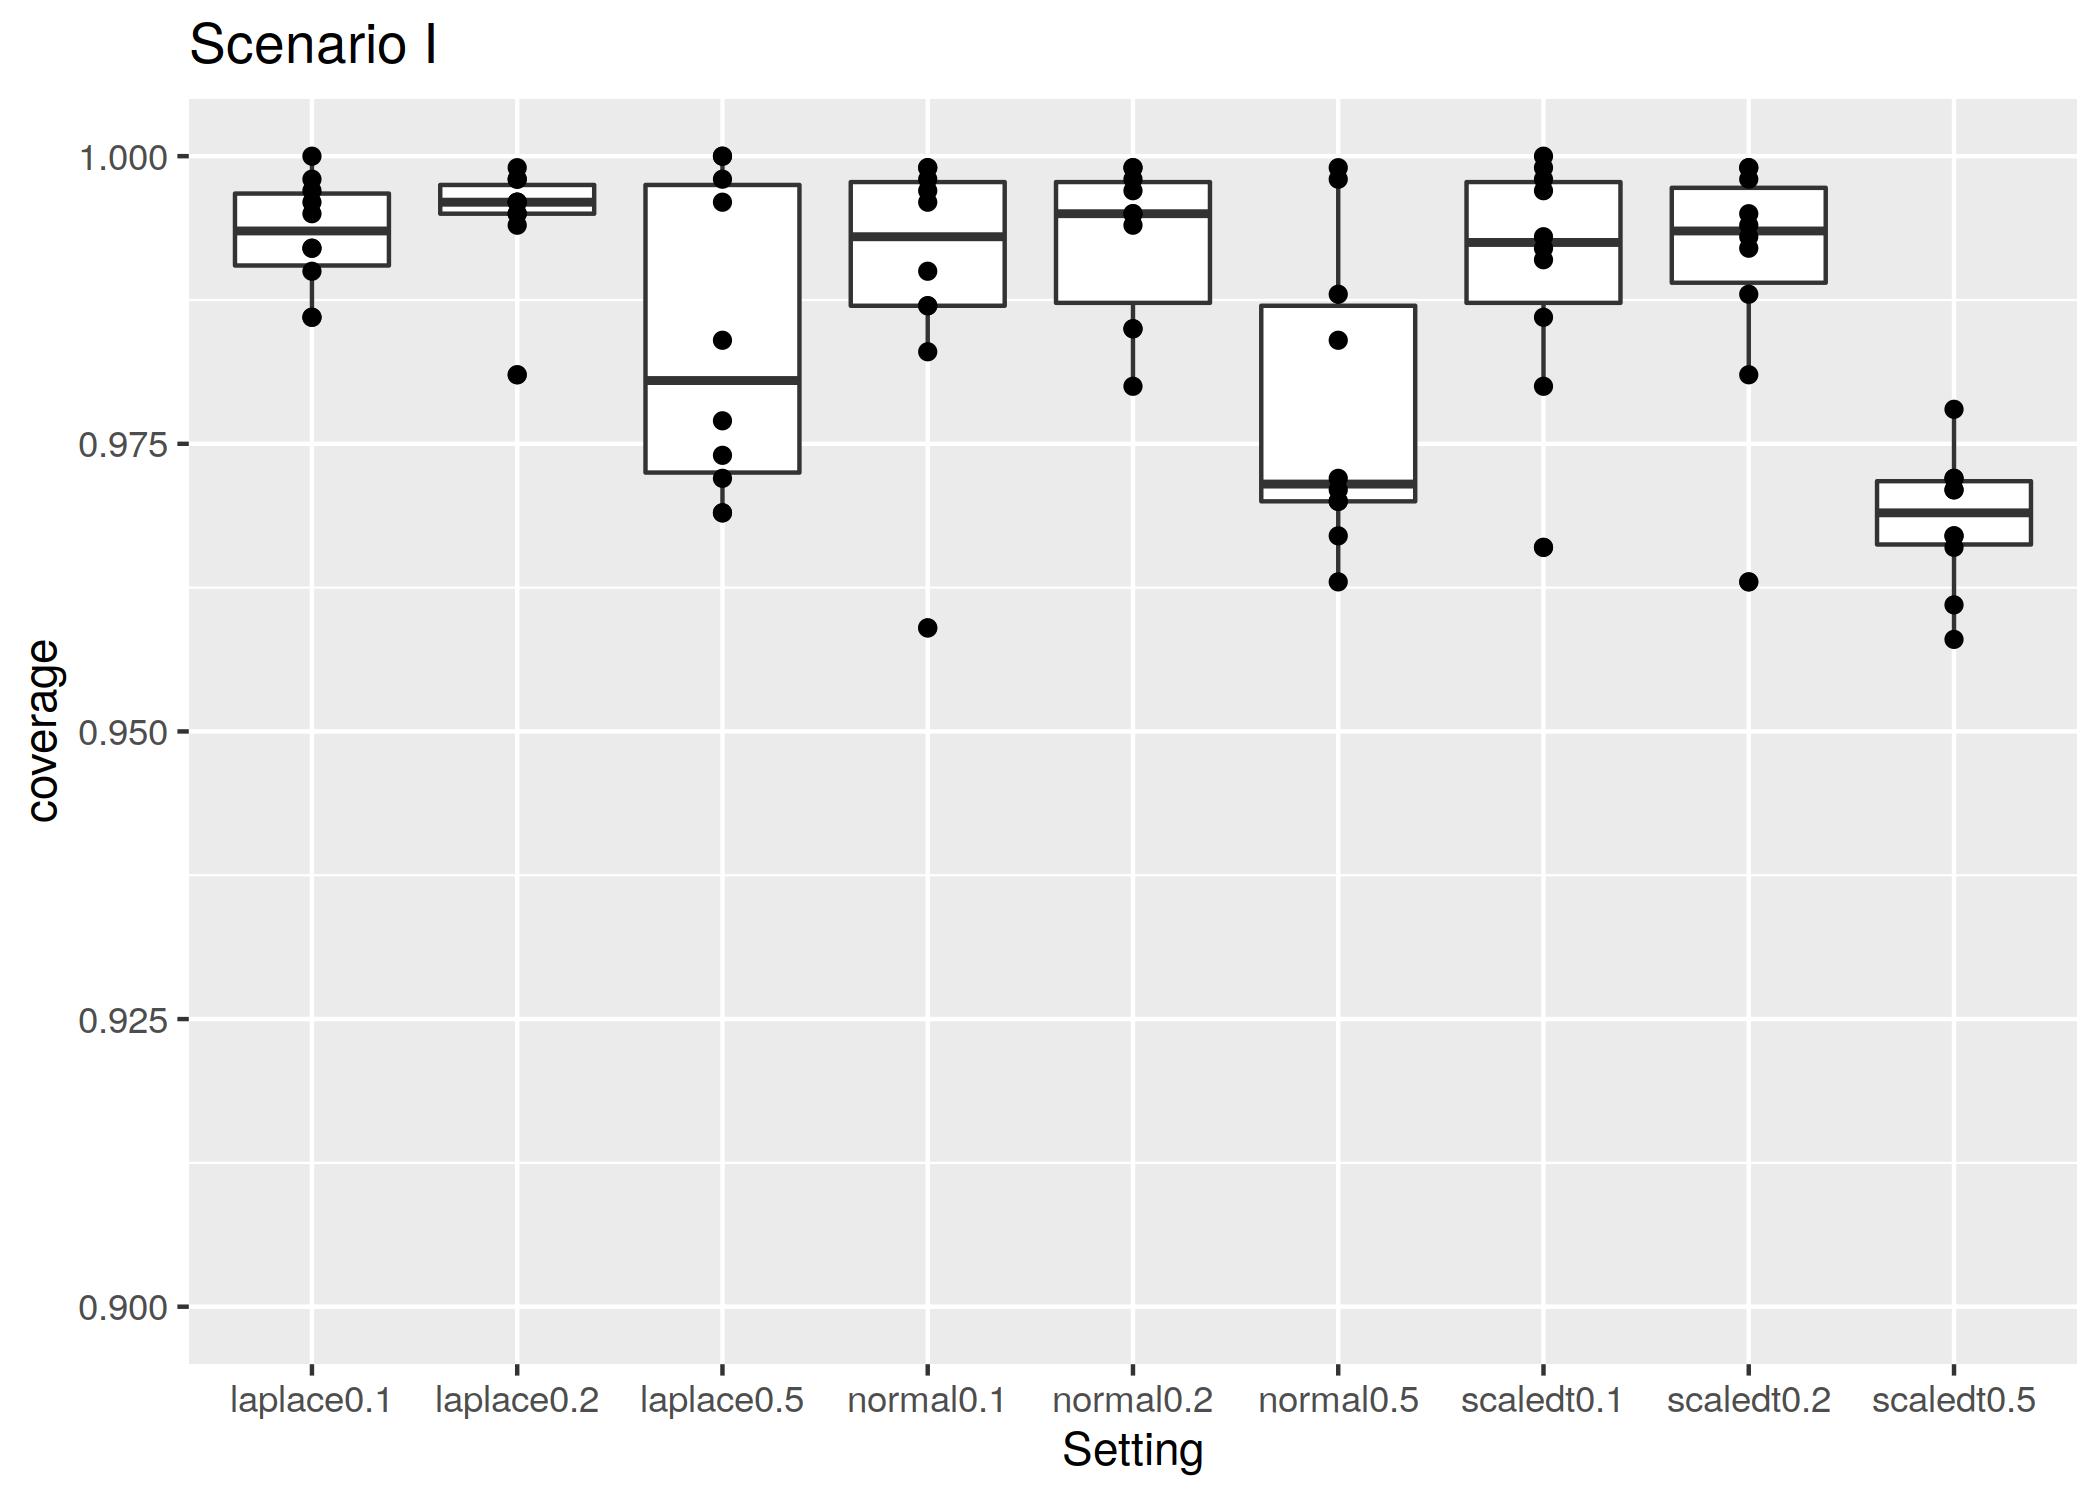 Scenario I
1.000
0.975
0.950
0.925
0.900
coverage
laplace0.1 laplace0.2 laplace0.5 normal0.1 normal0.2 normal0.5 scaledt0.1 scaledt0.2 scaledt0.5
Setting